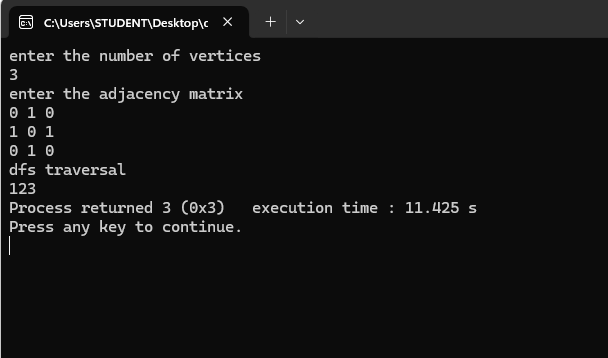 C:\Users\STUDENT\Desktop\c
enter the number of vertices
3
enter the adjacency matrix
0 1 0
1 0 1
0 1 0
dfs traversal
123
Process returned 3 (0x3)   execution time : 11.425 s
Press any key to continue.